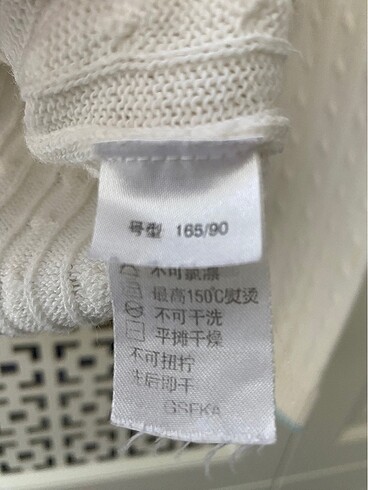 号型 165/90
不可氯漂
最高150℃熨烫
不可干洗
平摊干燥
不可扭拧
洗后即干